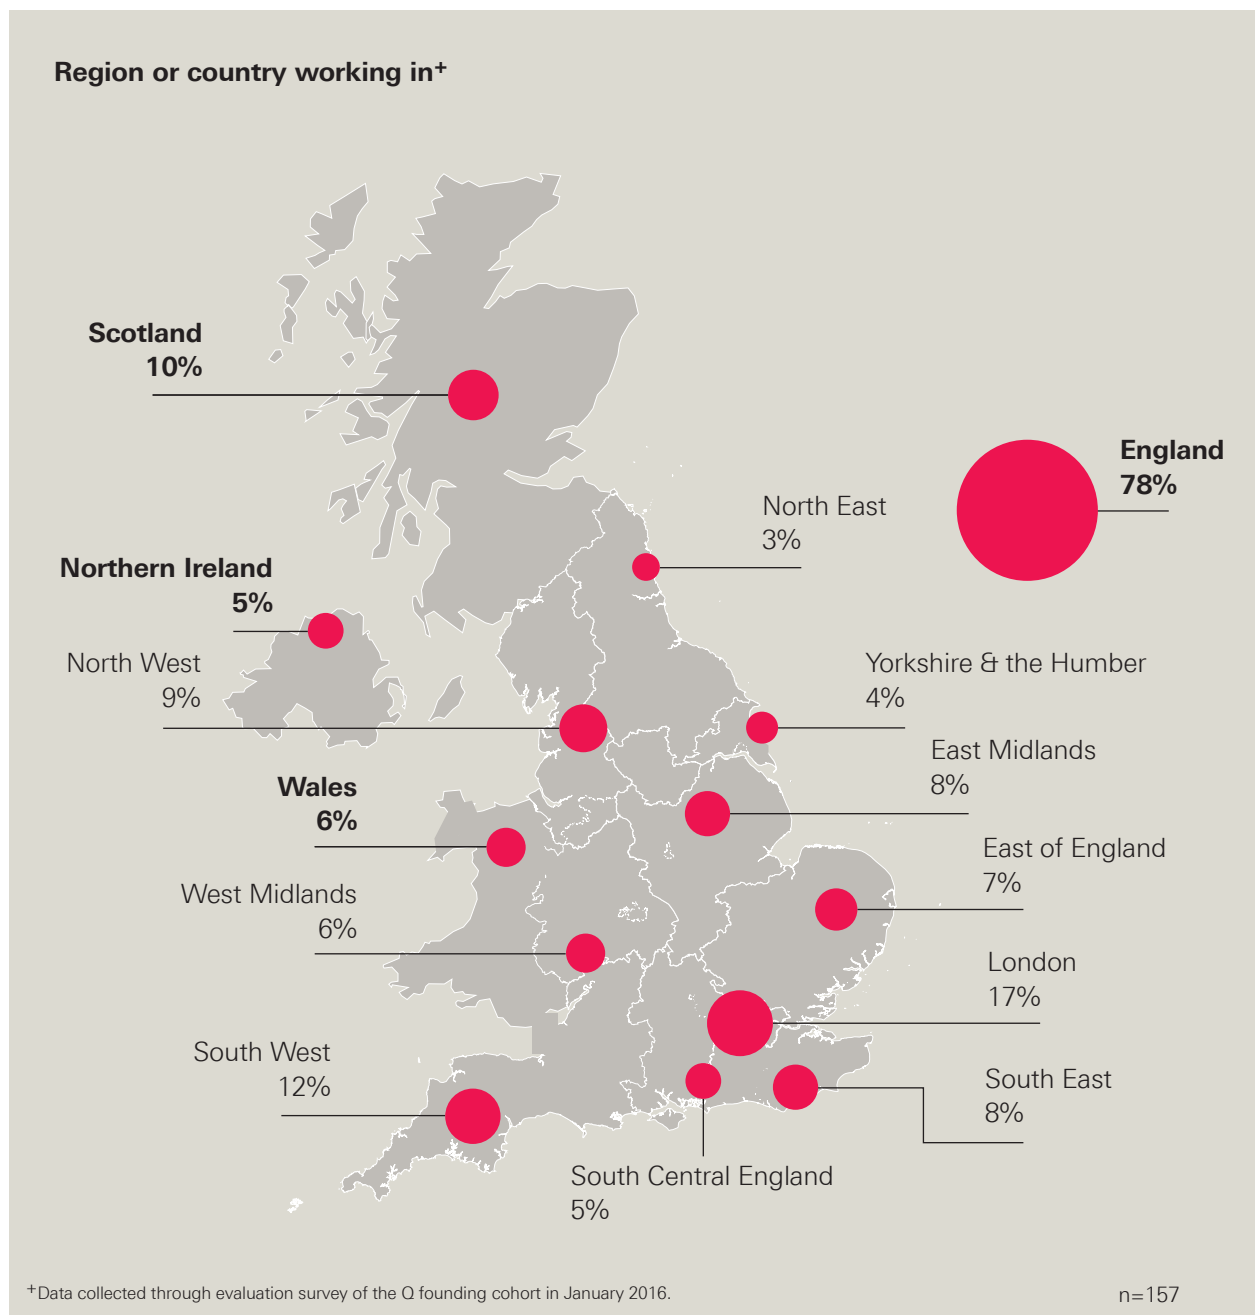 Region or country working in+
Scotland
10%
England
78%
North East
3%
Northern Ireland
5%
North West
9%
Yorkshire & the Humber
4%
East Midlands
8%
Wales
6%
East of England
7%
West Midlands
6%
London
17%
South West
12%
South East
8%
South Central England
5%
+Data collected through evaluation survey of the Q founding cohort in January 2016.
n=157